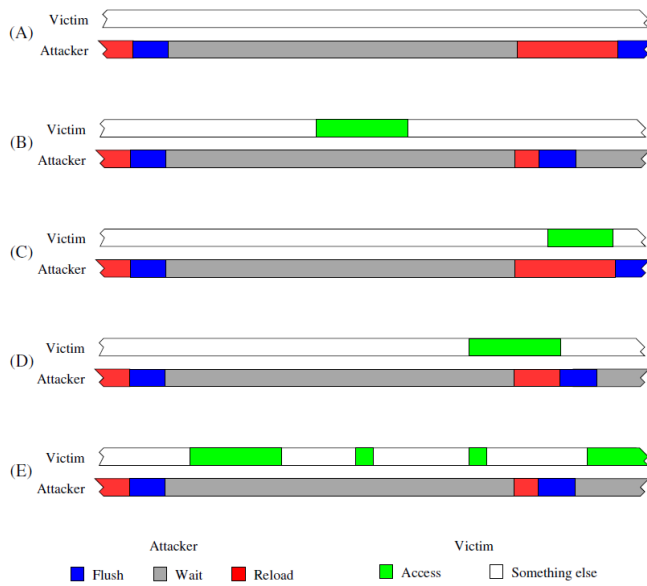 Victim
(A)
Attacker
Victim
(B)
Attacker
Victim
(C)
Attacker
Victim
(D)
Attacker
Victim
(E)
Attacker
Attacker Victim
Flush Wait Reload Access Something else